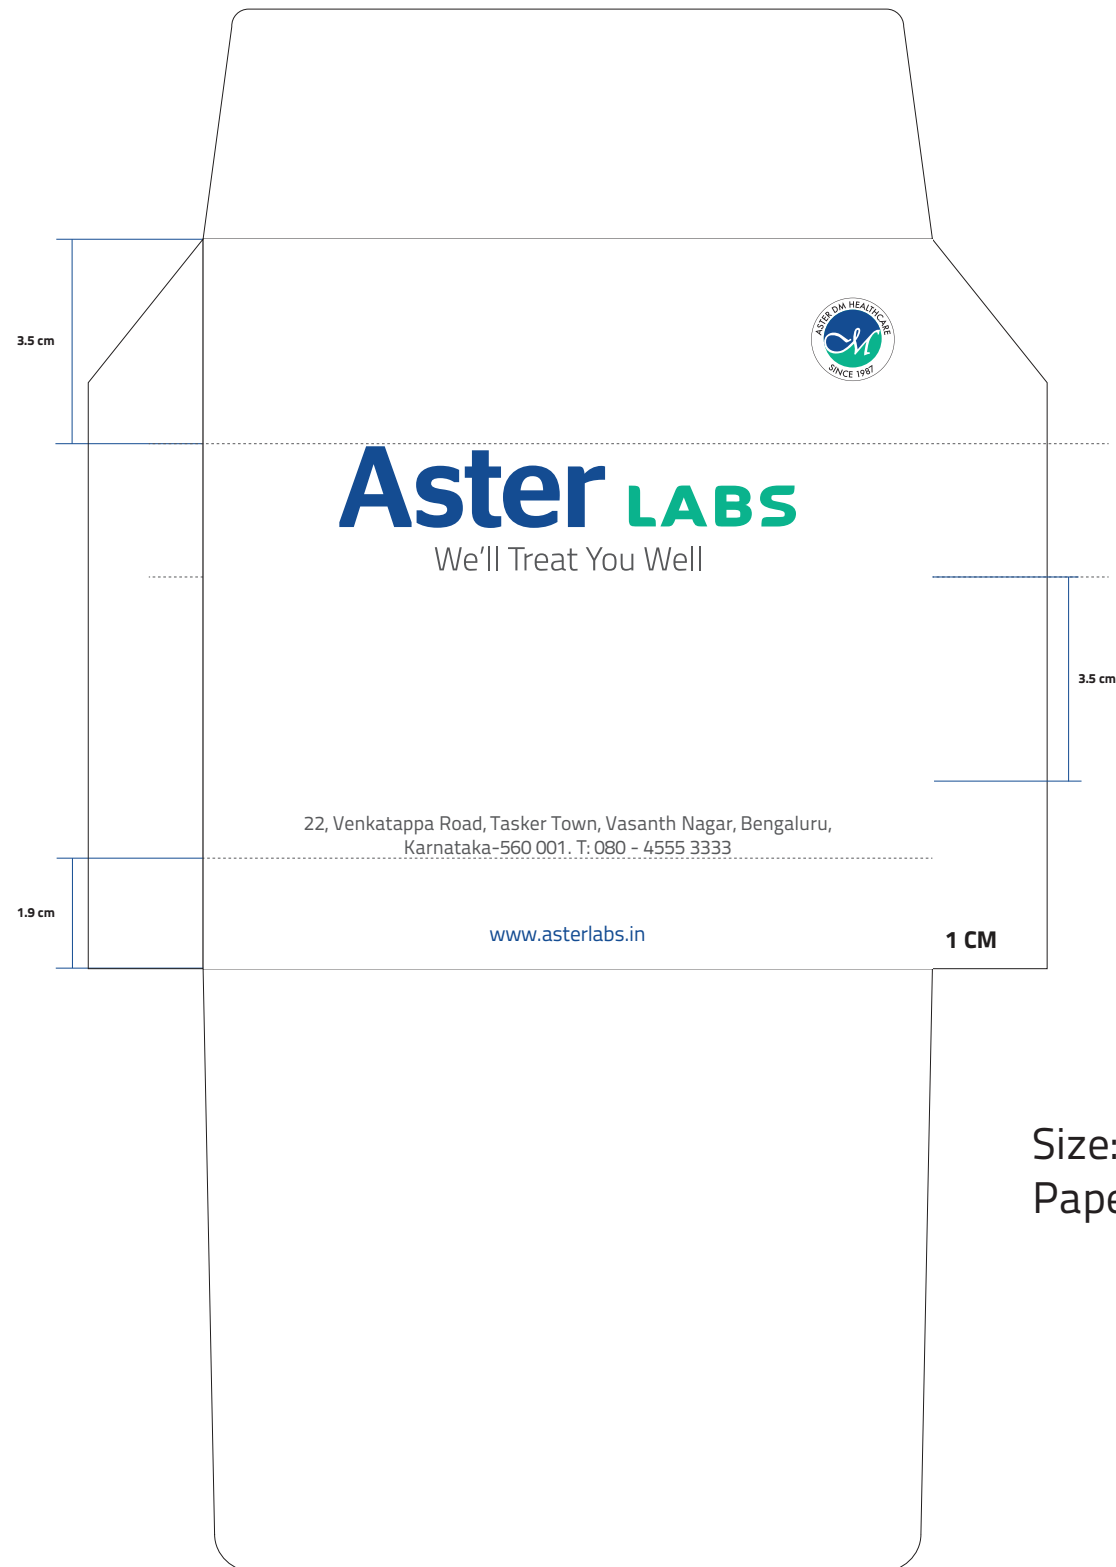 ASTER DM HEALTHCARE
SINCE 1987
3.5 cm
Aster LABS
We'll Treat You Well
3.5 cm
22, Venkatappa Road, Tasker Town, Vasanth Nagar, Bengaluru,
Karnataka-560 001. T: 080 - 4555 3333
1.9 cm
www.asterlabs.in
1 CM
Size: